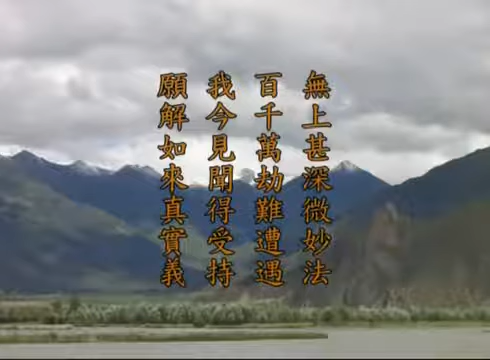 無上甚深微妙法
百千萬劫難遭遇
我今見聞得受持
願解如來真實義